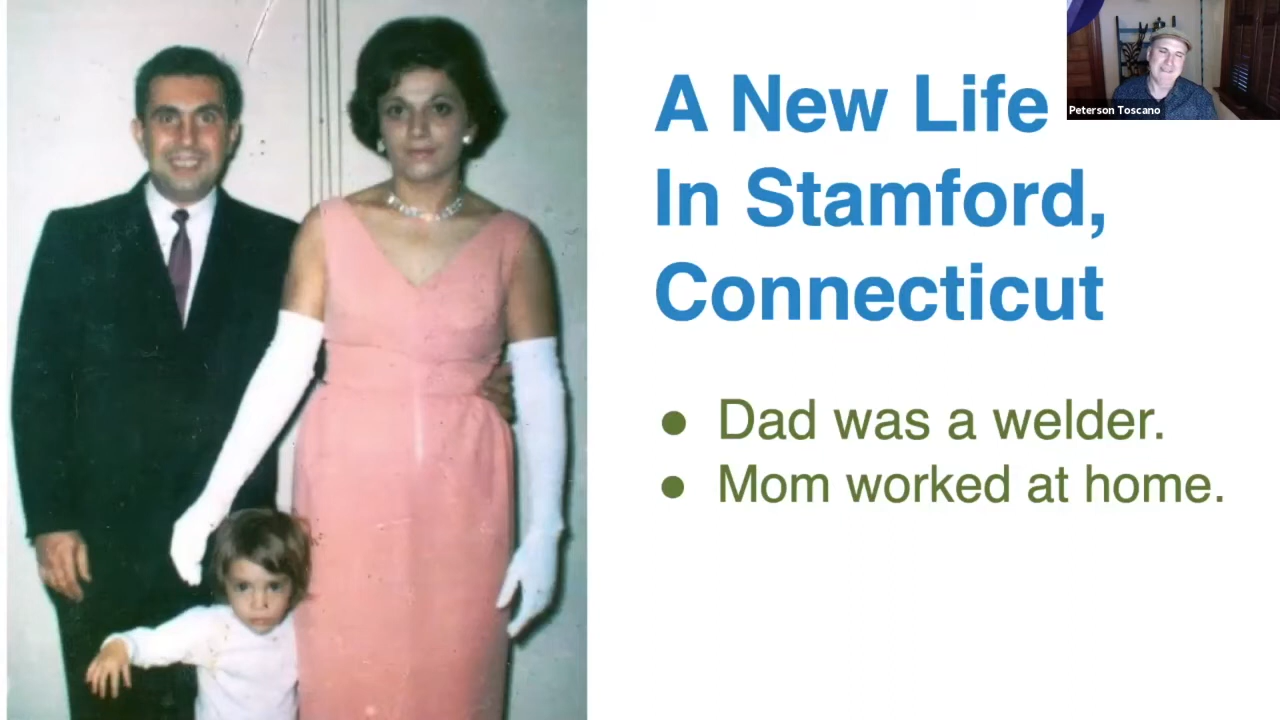 A New Life
In Stamford,
Connecticut
● Dad was a welder.
● Mom worked at home.
Peterson Toscano